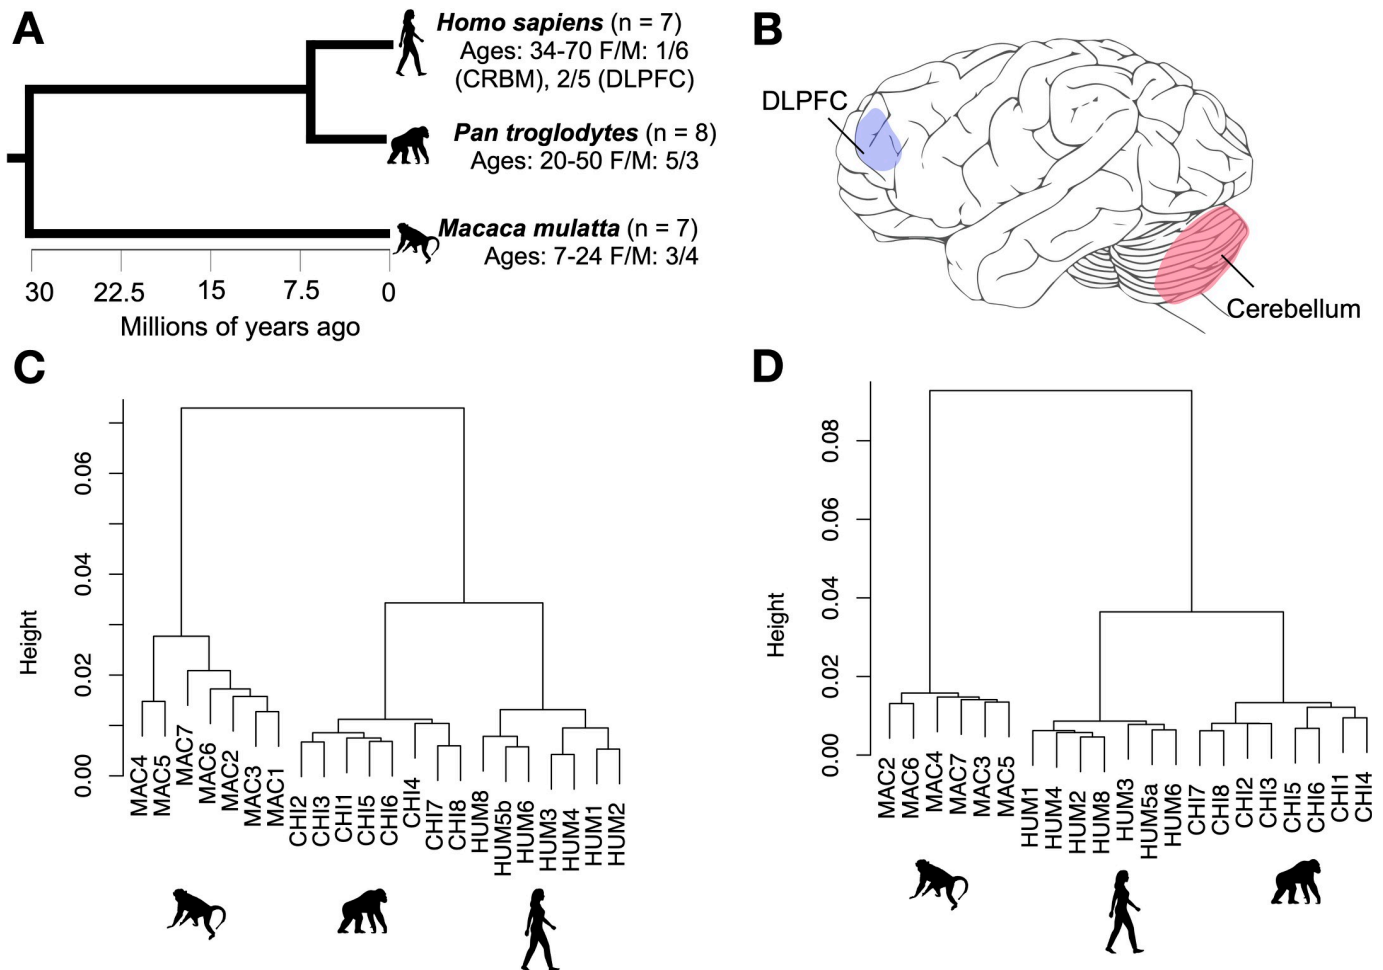 A
Homo sapiens (n = 7)
Ages: 34-70 F/M: 1/6
(CRBM), 2/5 (DLPFC)
Pan troglodytes (n = 8)
Ages: 20-50 F/M: 5/3
Macaca mulatta (n = 7)
Ages: 7-24 F/M: 3/4
30 22.5 15 7.5 0
Millions of years ago
B
DLPFC
Cerebellum
C
Height
0.06
0.04
0.02
0.00
MAC4
MAC5
MAC7
MAC6
MAC2
MAC3
MAC1
CHI2
CHI3
CHI1
CHI5
CHI6
CHI4
CHI7
CHI8
HUM8
HUM5b
HUM6
HUM3
HUM4
HUM1
HUM2
D
Height
0.08
0.06
0.04
0.02
0.00
MAC2
MAC6
MAC4
MAC7
MAC3
MAC5
HUM1
HUM4
HUM2
HUM8
HUM3
HUM5a
HUM6
CHI7
CHI8
CHI2
CHI3
CHI5
CHI6
CHI1
CHI4